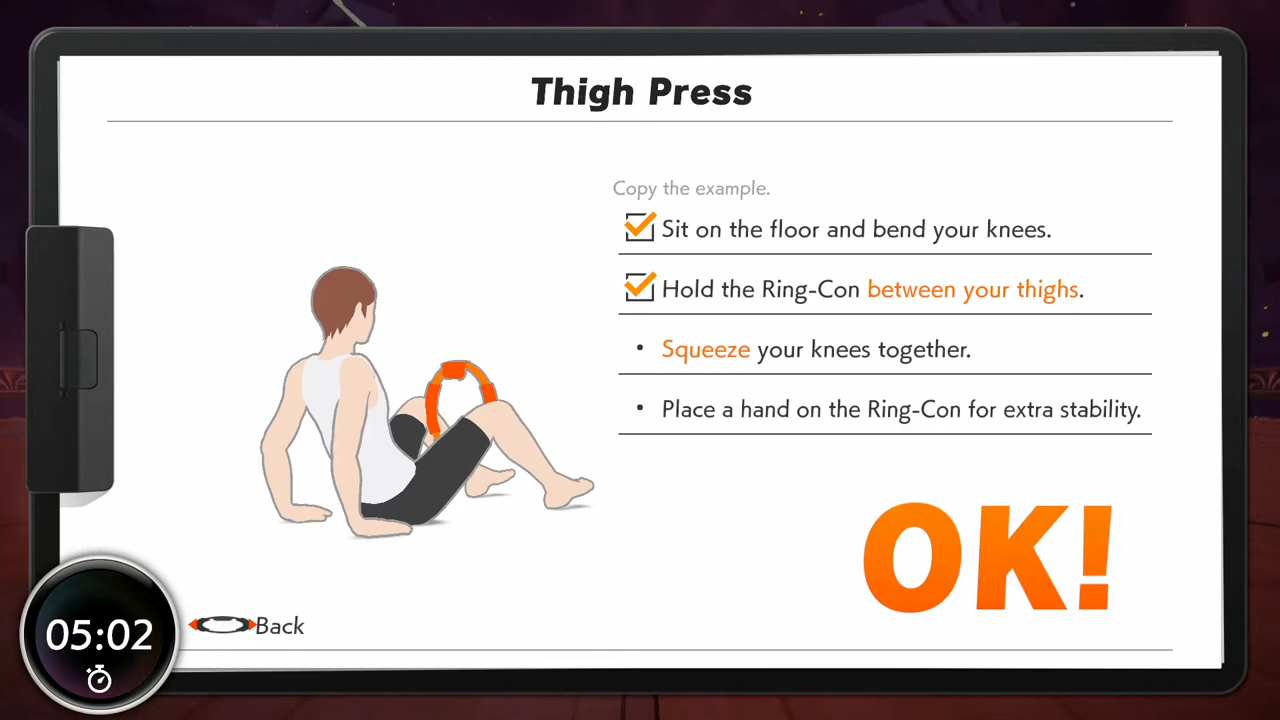 Thigh Press
Copy the example.
Sit on the floor and bend your knees.
Hold the Ring-Con between your thighs.
• Squeeze your knees together.
• Place a hand on the Ring-Con for extra stability.
OK!
05:02
Back